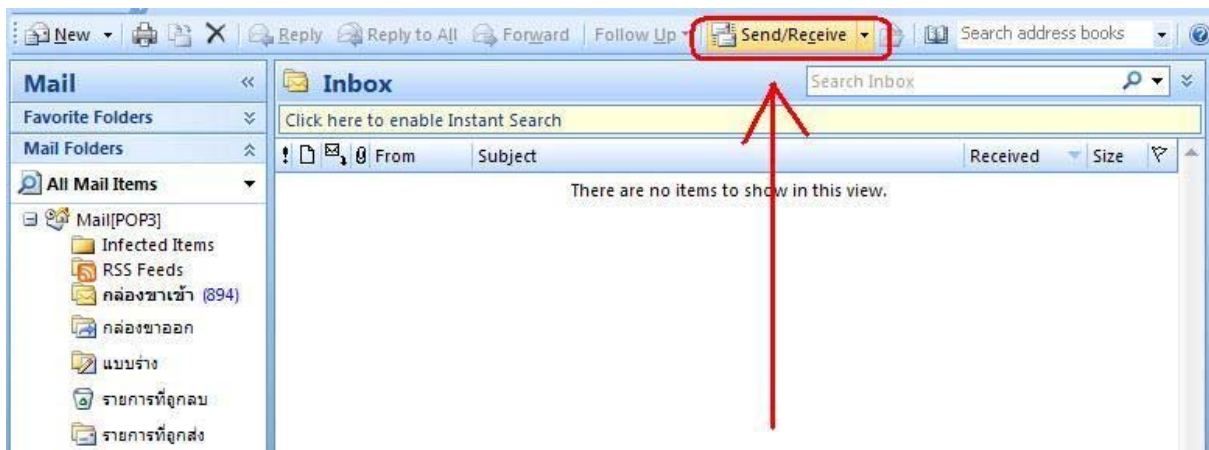 New Reply Reply to All Forward Follow Up Send/Receive Search address books
Mail
Favorite Folders
Mail Folders
All Mail Items
Mail[POP3]
Infected Items
RSS Feeds
กล่องขาเข้า (894)
กล่องขาออก
แบบร่าง
รายการที่ถูกลบ
รายการที่ถูกส่ง
Inbox Search Inbox
Click here to enable Instant Search
From Subject Received Size
There are no items to show in this view.